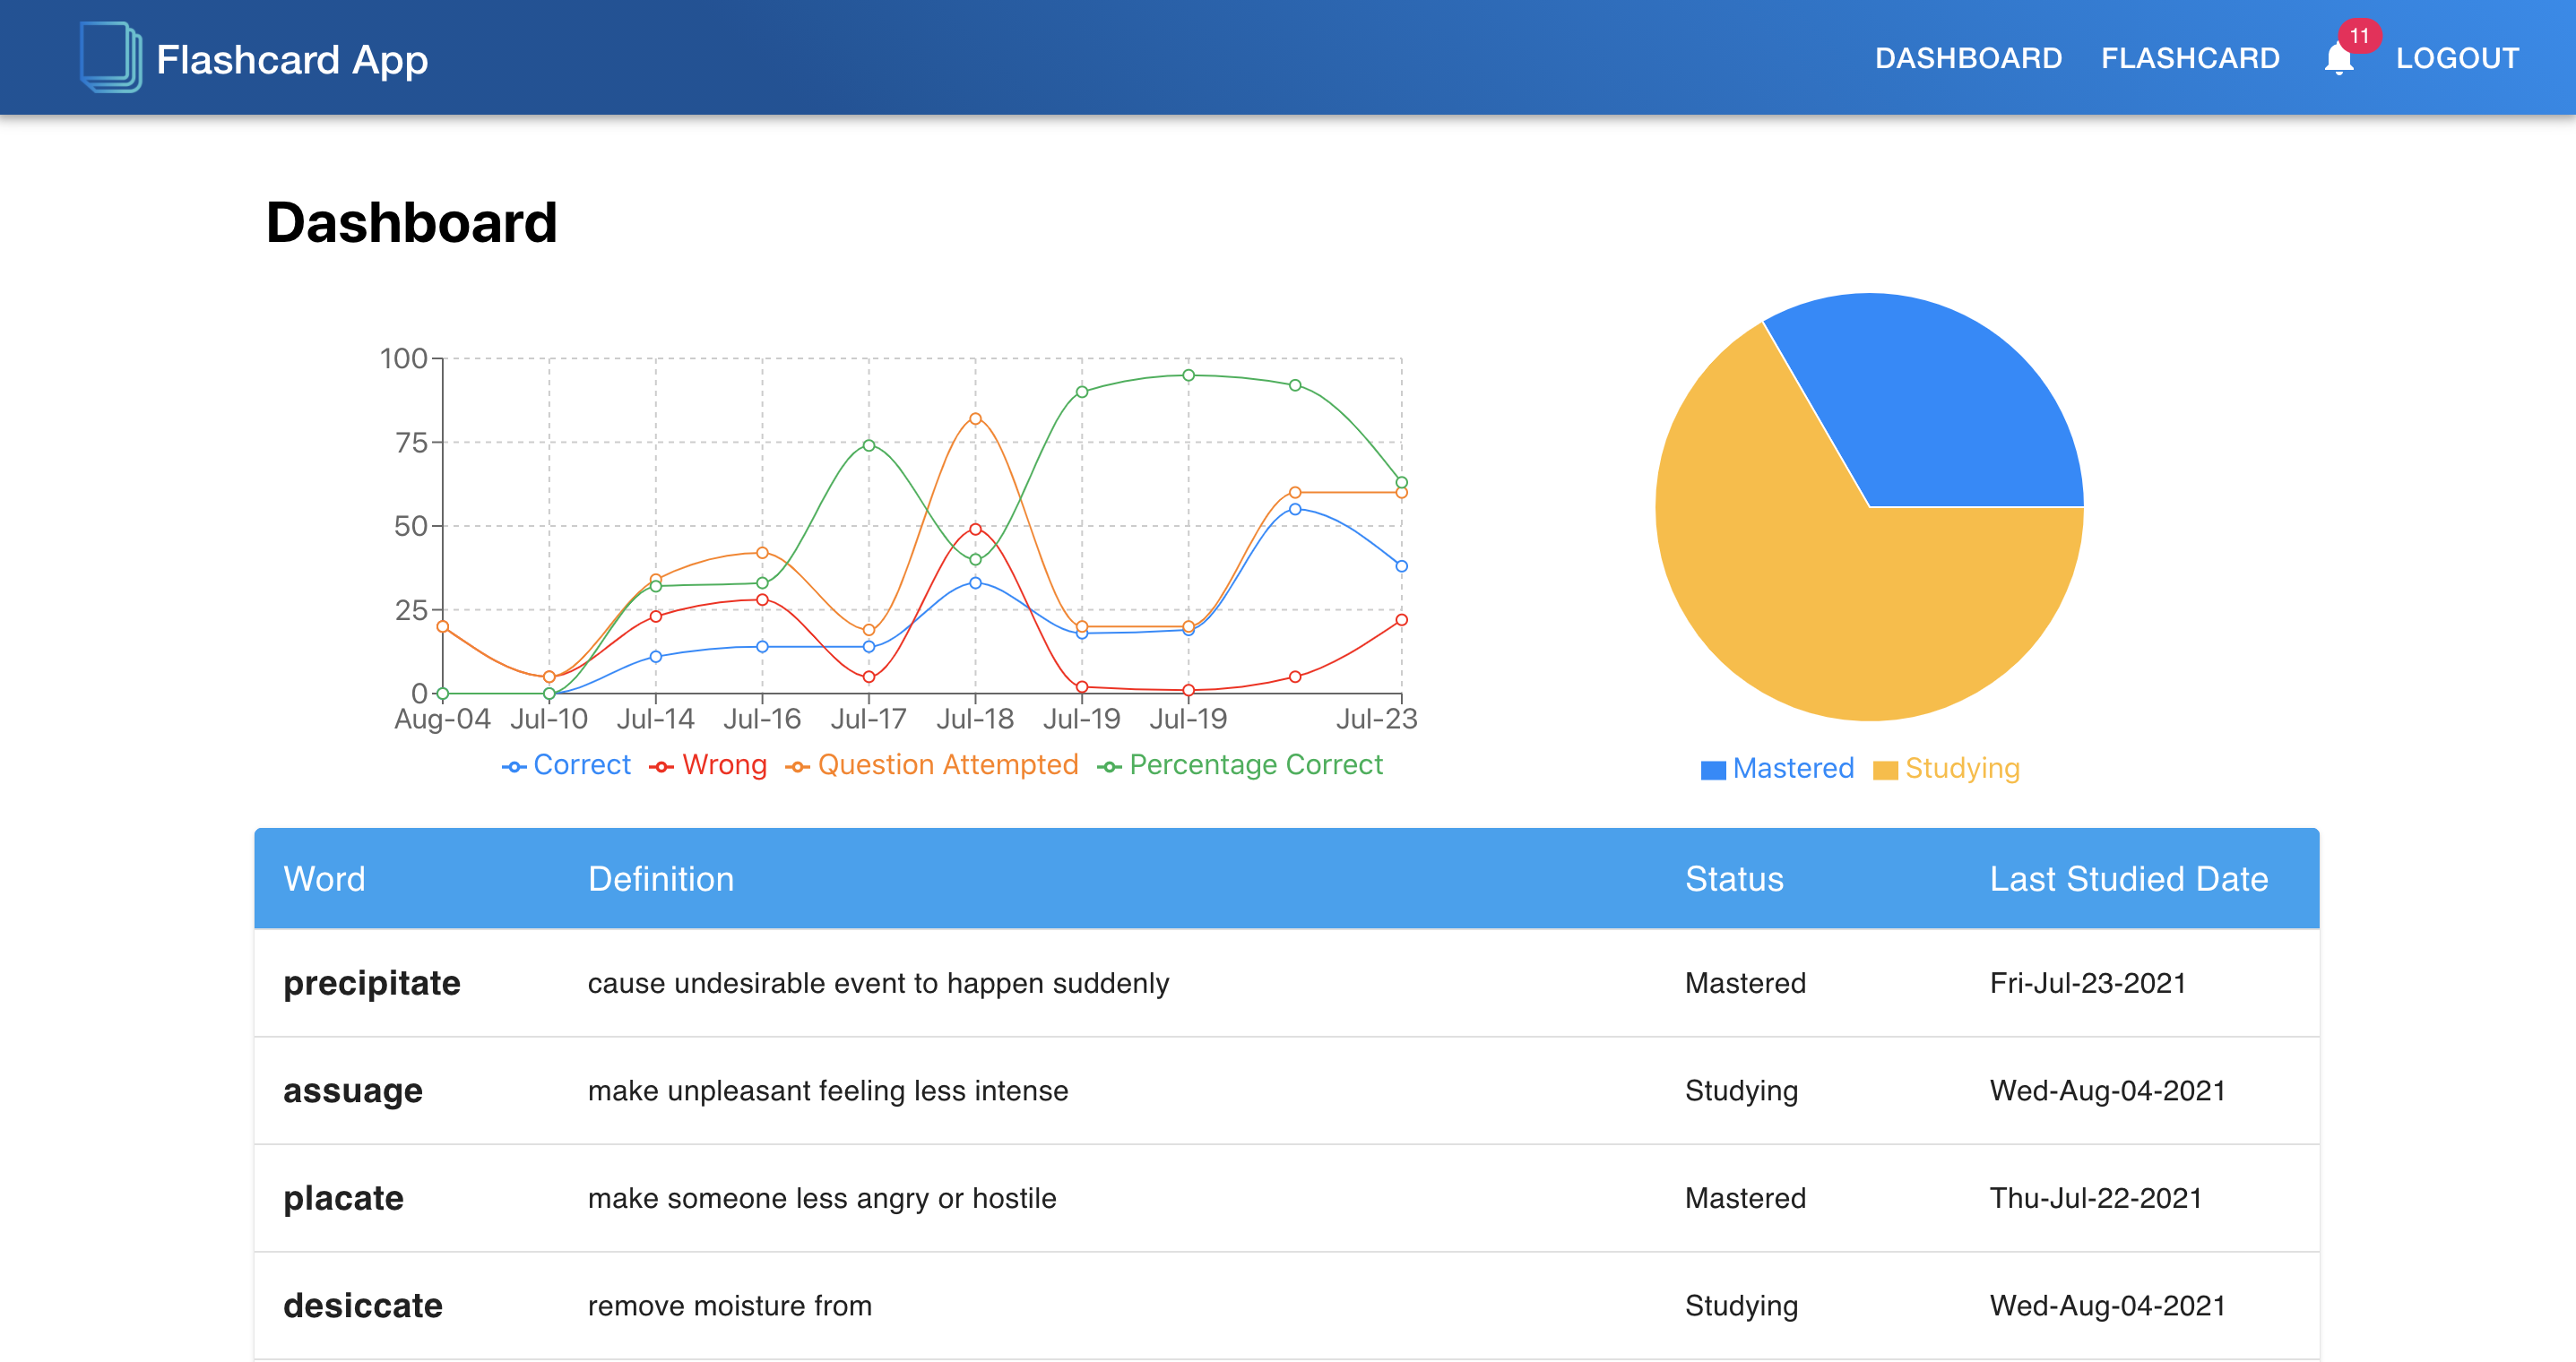 Flashcard App DASHBOARD FLASHCARD 11 LOGOUT
Dashboard
100
75
50
25
0
Aug-04 Jul-10 Jul-14 Jul-16 Jul-17 Jul-18 Jul-19 Jul-19 Jul-23
Correct Wrong Question Attempted Percentage Correct
Mastered Studying
Word Definition Status Last Studied Date
precipitate cause undesirable event to happen suddenly Mastered Fri-Jul-23-2021
assuage make unpleasant feeling less intense Studying Wed-Aug-04-2021
placate make someone less angry or hostile Mastered Thu-Jul-22-2021
desiccate remove moisture from Studying Wed-Aug-04-2021